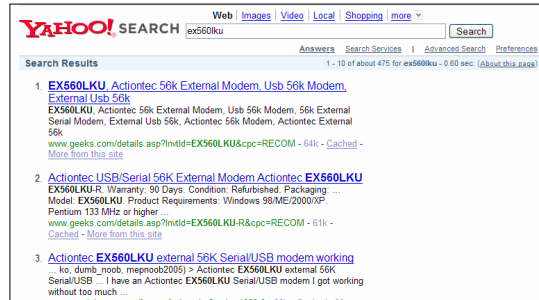 Web | Images | Video | Local | Shopping | more
YAHOO! SEARCH ex560lku Search
Answers Search Services | Advanced Search Preferences
Search Results 1 - 10 of about 475 for ex560lku - 0.60 sec. (About this page)
1. EX560LKU, Actiontec 56k External Modem, Usb 56k Modem,
External Usb 56k
EX560LKU, Actiontec 56k External Modem, Usb 56k Modem, 56k External
Serial Modem, External Usb 56k, Actiontec 56k Modem, Actiontec External
56k
www.geeks.com/details.asp?InvtId=EX560LKU&cpc=RECOM - 64k - Cached -
More from this site
2. Actiontec USB/Serial 56K External Modem Actiontec EX560LKU
EX560LKU-R. Warranty: 90 Days. Condition: Refurbished. Packaging: ...
Model: EX560LKU. Product Requirements: Windows 98/ME/2000/XP.
Pentium 133 MHz or higher ...
www.geeks.com/details.asp?InvtId=EX560LKU-R&cpc=RECOM - 61k -
Cached - More from this site
3. Actiontec EX560LKU external 56K Serial/USB modem working
... ko, dumb_noob, mepnoob2005) > Actiontec EX560LKU external 56K
Serial/USB ... I have an Actiontec EX560LKU Serial/USB modem I got working
without too much ...